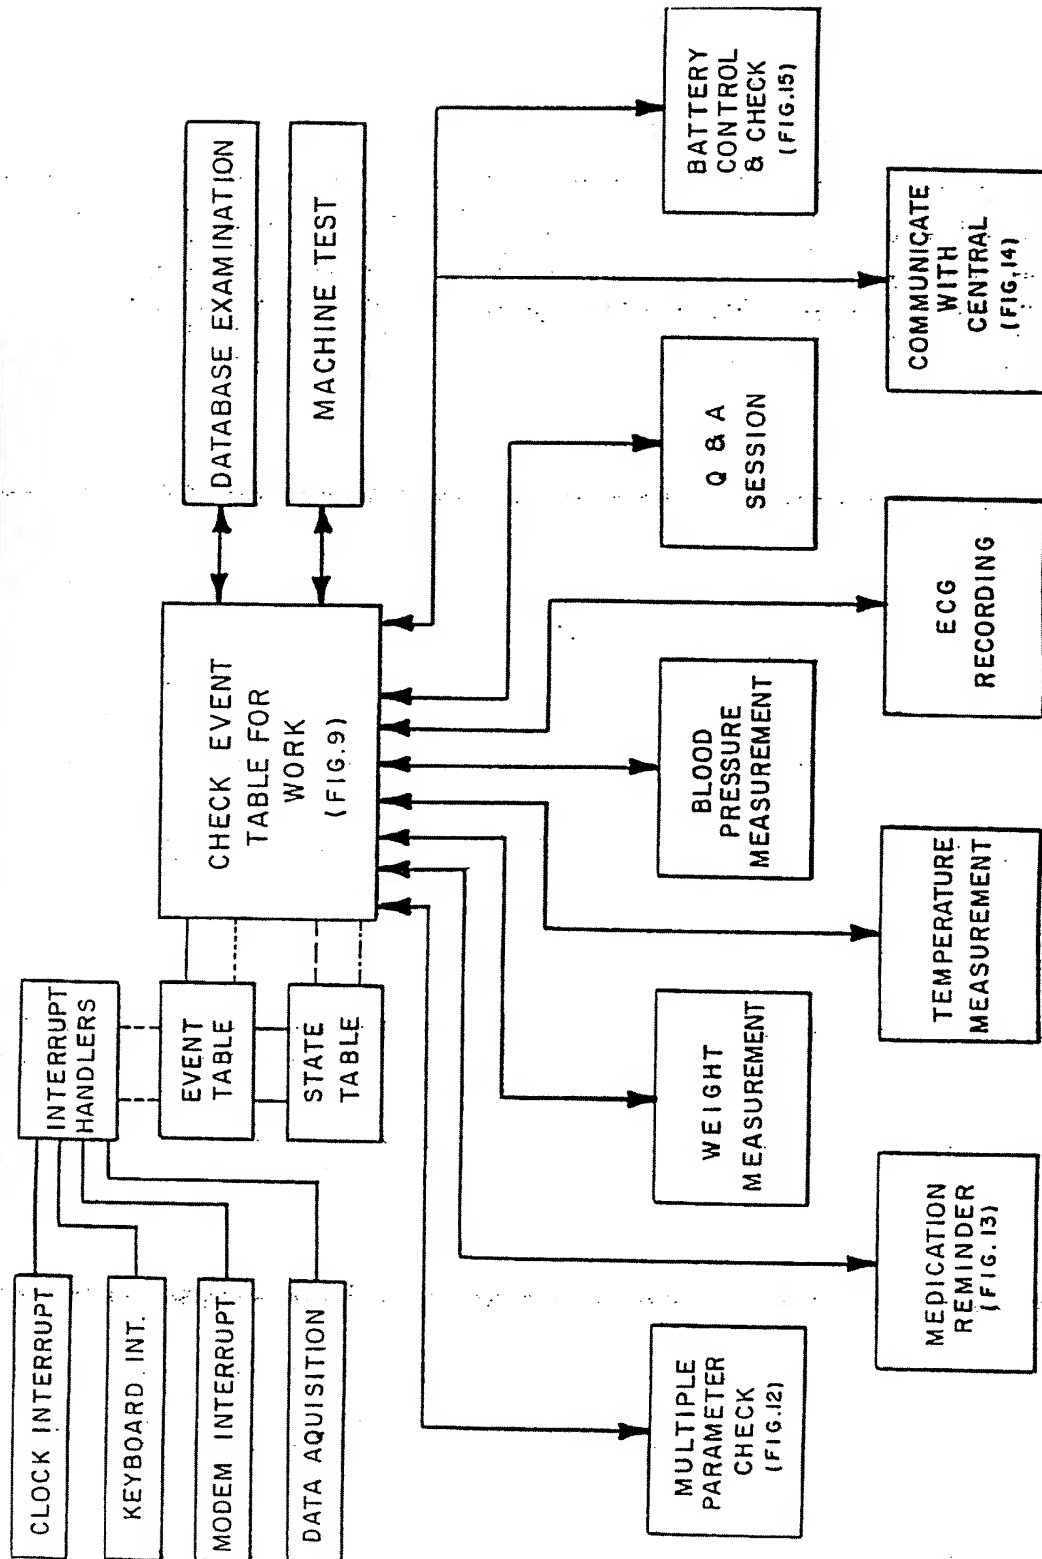 CLOCK INTERRUPT
KEYBOARD INT.
MODEM INTERRUPT
DATA AQUISITION
INTERRUPT
HANDLERS
EVENT
TABLE
STATE
TABLE
CHECK EVENT
TABLE FOR
WORK
(FIG.9)
DATABASE EXAMINATION
MACHINE TEST
MULTIPLE
PARAMETER
CHECK
(FIG.12)
MEDICATION
REMINDER
(FIG. 13)
WEIGHT
MEASUREMENT
TEMPERATURE
MEASUREMENT
BLOOD
PRESSURE
MEASUREMENT
ECG
RECORDING
Q & A
SESSION
COMMUNICATE
WITH
CENTRAL
(FIG.14)
BATTERY
CONTROL
& CHECK
(FIG.15)